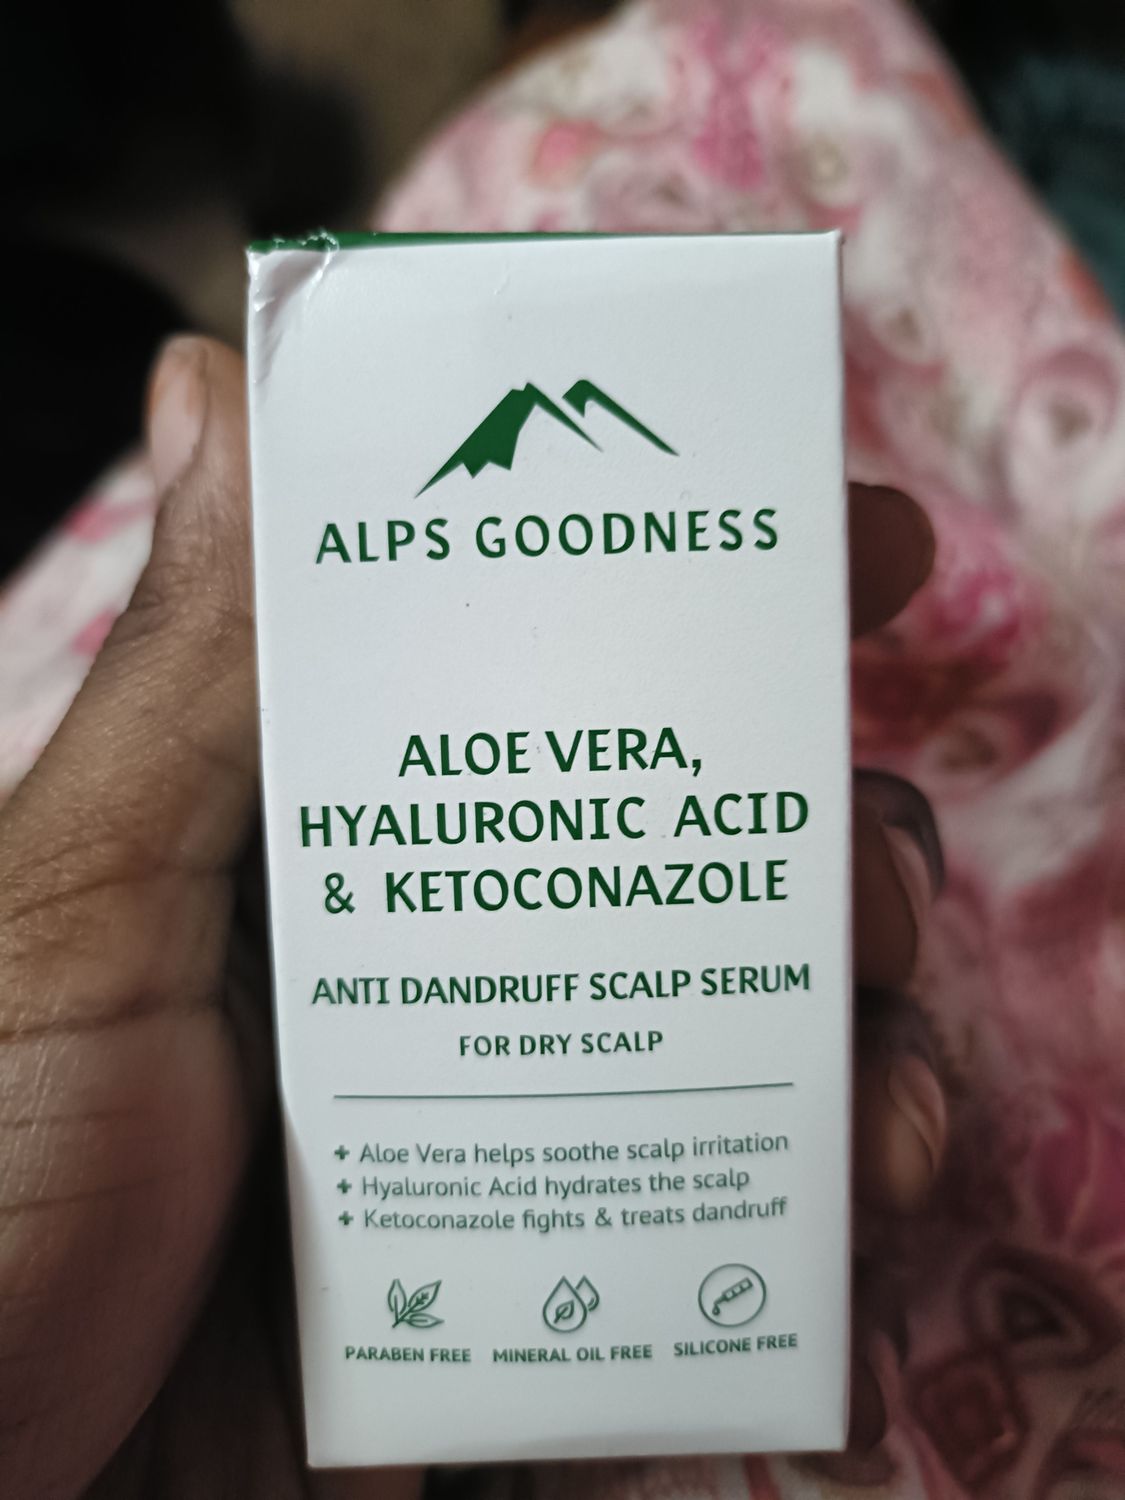 ALPS GOODNESS
ALOE VERA,
HYALURONIC ACID
& KETOCONAZOLE
ANTI DANDRUFF SCALP SERUM
FOR DRY SCALP
+ Aloe Vera helps soothe scalp irritation
+ Hyaluronic Acid hydrates the scalp
+ Ketoconazole fights & treats dandruff
PARABEN FREE MINERAL OIL FREE SILICONE FREE